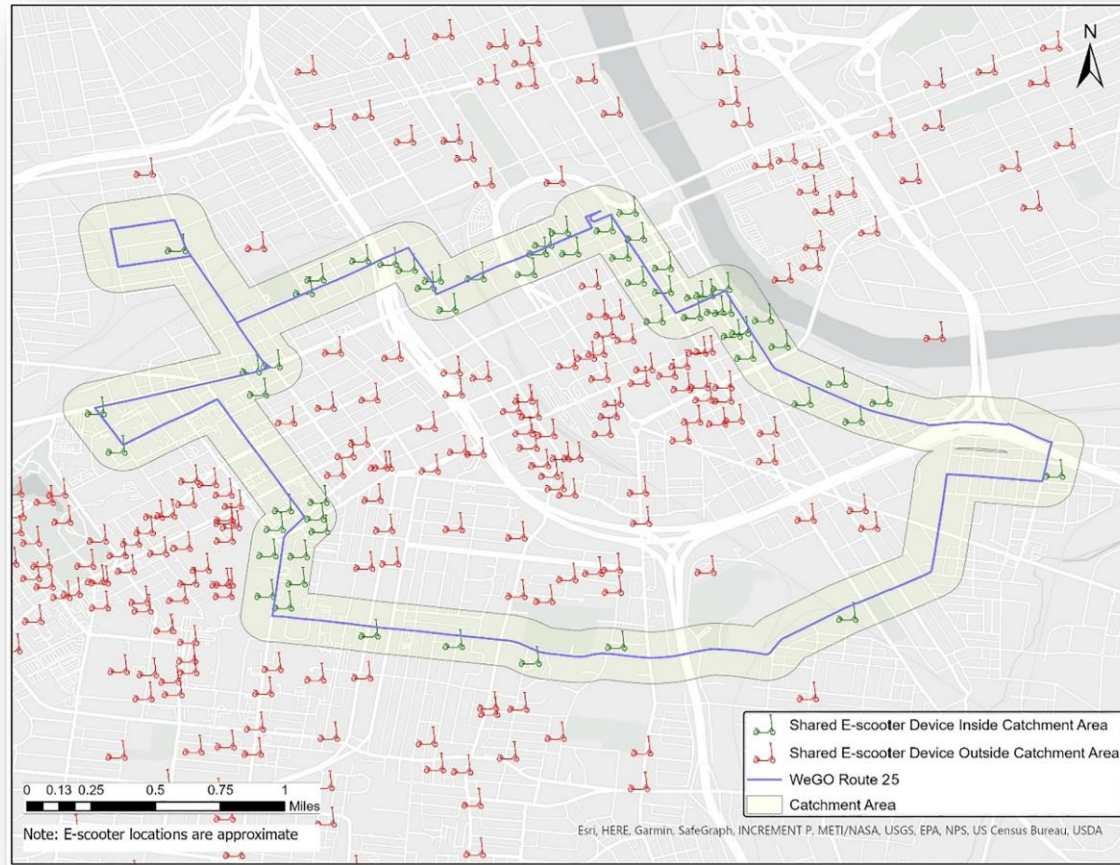 N
Shared E-scooter Device Inside Catchment Area
Shared E-scooter Device Outside Catchment Area
WeGO Route 25
Catchment Area
0 0.13 0.25 0.5 0.75 1
Miles
Note: E-scooter locations are approximate
Esri, HERE, Garmin, SafeGraph, INCREMENT P, METI/NASA, USGS, EPA, NPS, US Census Bureau, USDA